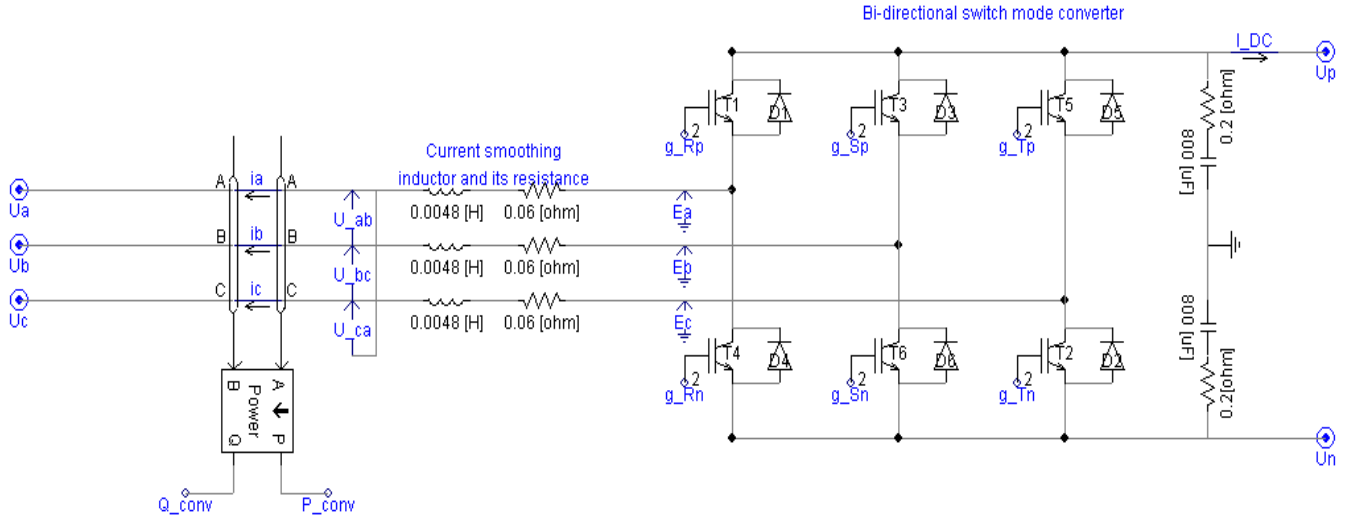 Bi-directional switch mode converter
I_DC
Up
T1
D1
T3
D3
T5
D5
2
g_Rp
2
g_Sp
2
g_Tp
0.2 [ohm]
800 [uF]
Current smoothing
inductor and its resistance
A
ia
A
Ua
U_ab
0.0048 [H]
0.06 [ohm]
Ea
B
ib
B
Ub
U_bc
0.0048 [H]
0.06 [ohm]
Eb
C
ic
C
Uc
U_ca
0.0048 [H]
0.06 [ohm]
Ec
T4
D4
T6
D6
T2
D2
2
g_Rn
2
g_Sn
2
g_Tn
800 [uF]
0.2[ohm]
Un
A
B
Power
P
Q
Q_conv
P_conv